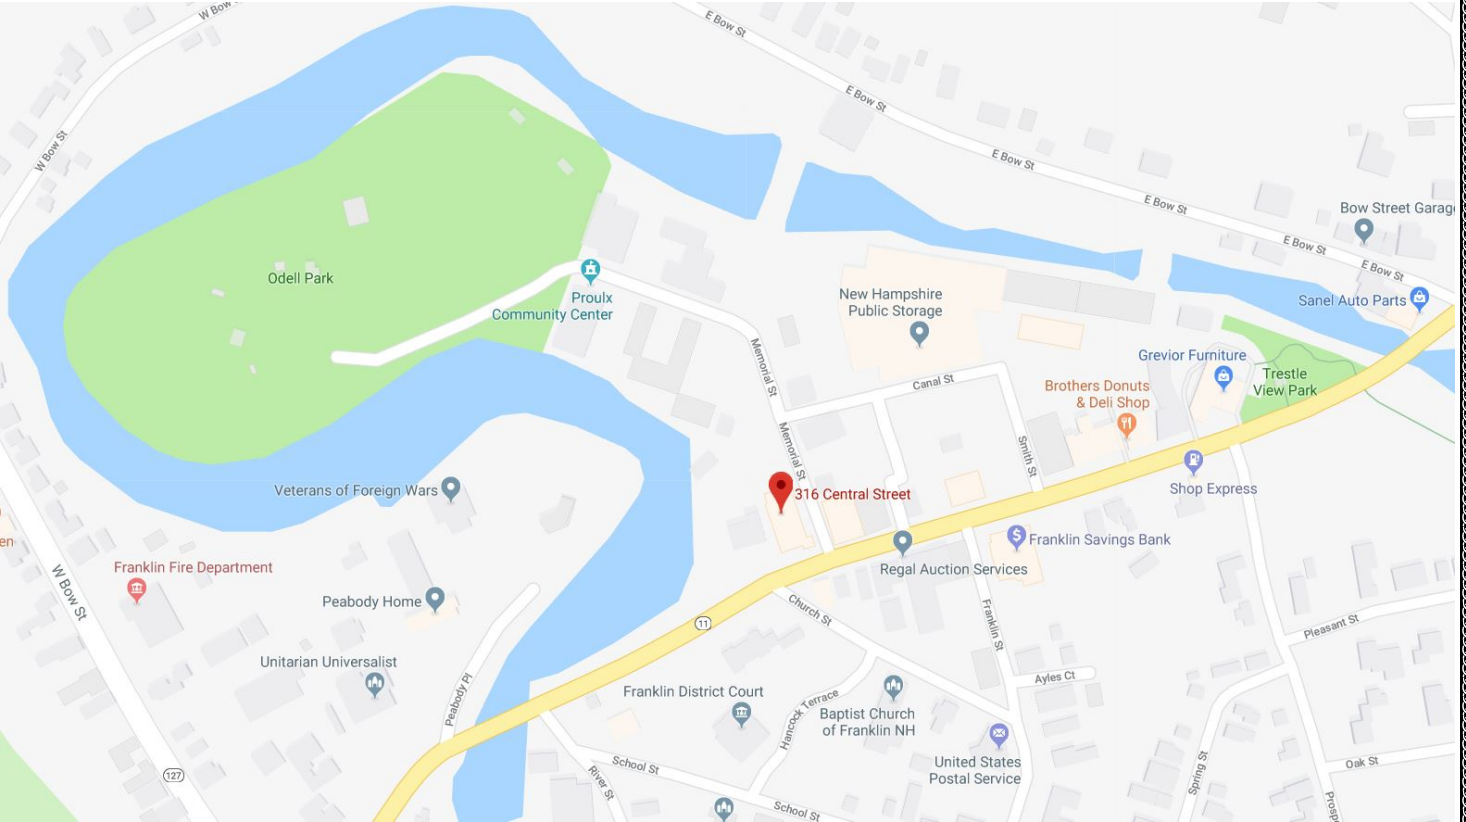 W Bow
E Bow St
E Bow St
W Bow St
E Bow St
E Bow St
Bow Street Garag
E Bow St
E Bow St
Odell Park
Proulx
Community Center
New Hampshire
Public Storage
Sanel Auto Parts
Memorial St
Grevior Furniture
Trestle
View Park
Canal St
Brothers Donuts
& Deli Shop
Memorial St
Smith St
Veterans of Foreign Wars
316 Central Street
Shop Express
en
Franklin Savings Bank
Franklin Fire Department
Regal Auction Services
W Bow St
Peabody Home
Church St
11
Franklin St
Pleasant St
Unitarian Universalist
Ayles Ct
Peabody Pl
Franklin District Court
Hancock Terrace
Baptist Church
of Franklin NH
United States
Postal Service
127
School St
River St
School St
Spring St
Oak St
Prosp